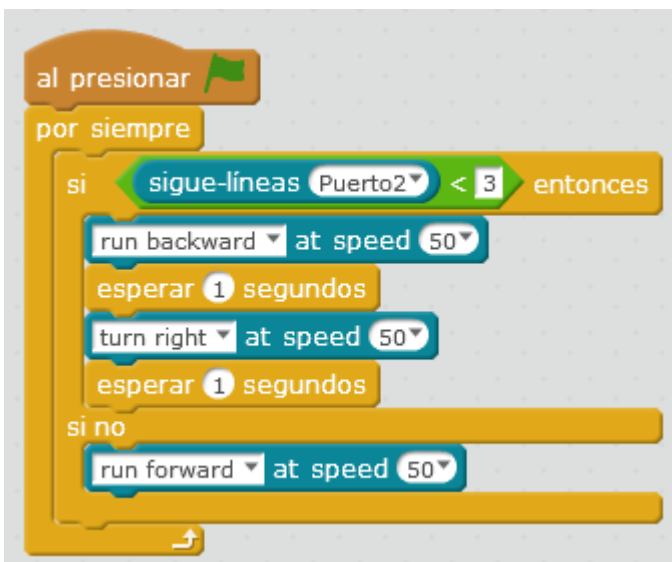 al presionar
por siempre
si sigue-líneas Puerto2 < 3 entonces
run backward at speed 50
esperar 1 segundos
turn right at speed 50
esperar 1 segundos
si no
run forward at speed 50